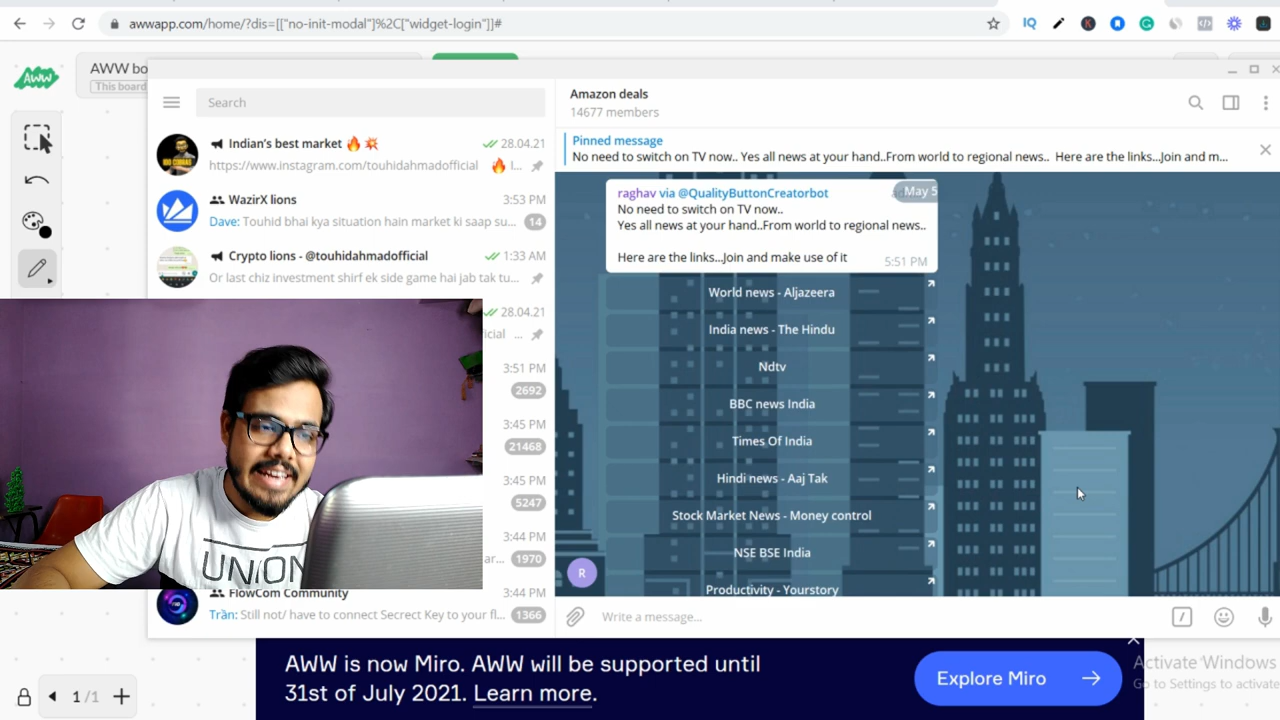 awwapp.com/home/?dis=[["no-init-modal"]%2C["widget-login"]]#
AWW
AWW bo
This board
Search
Indian's best market 🔥💥
28.04.21
https://www.instagram.com/touhidahmadofficial 🔥 I...
WazirX lions
3:53 PM
Dave: Touhid bhai kya situation hain market ki saap su...
14
Crypto lions - @touhidahmadofficial
1:33 AM
Or last chiz investment shirf ek side game hai jab tak tu...
28.04.21
icial ...
3:51 PM
2692
3:45 PM
21468
3:45 PM
5247
3:44 PM
ar...
1970
FlowCom Community
3:44 PM
Tràn: Still not/ have to connect Secrect Key to your fl...
1366
UNION
Amazon deals
14677 members
Pinned message
No need to switch on TV now.. Yes all news at your hand..From world to regional news.. Here are the links...Join and m...
raghav via @QualityButtonCreatorbot
May 5
No need to switch on TV now..
Yes all news at your hand..From world to regional news..
Here are the links...Join and make use of it
5:51 PM
World news - Aljazeera
India news - The Hindu
Ndtv
BBC news India
Times Of India
Hindi news - Aaj Tak
Stock Market News - Money control
NSE BSE India
Productivity - Yourstory
R
Write a message...
AWW is now Miro. AWW will be supported until
31st of July 2021. Learn more.
Explore Miro
Activate Windows
Go to Settings to activate
1 / 1